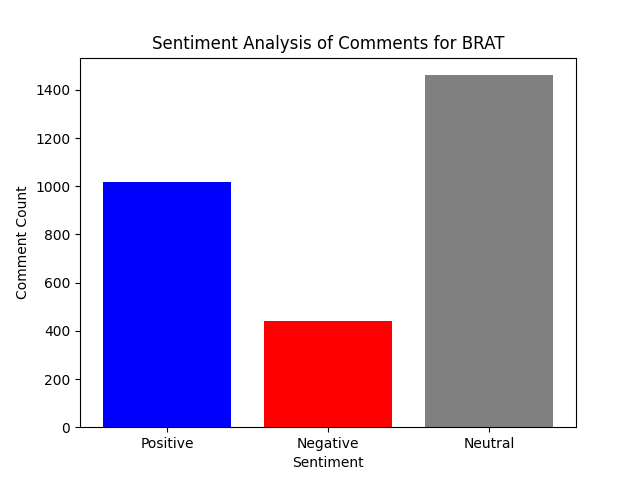 Sentiment Analysis of Comments for BRAT
1400
1200
1000
800
600
400
200
0
Comment Count
Positive Negative Neutral
Sentiment